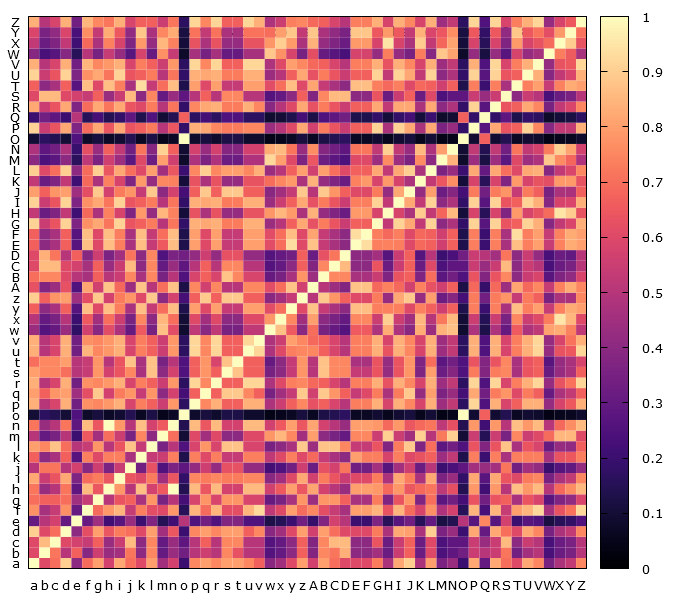 Z
Y
X
W
V
U
T
S
R
Q
P
O
N
M
L
K
J
I
H
G
F
E
D
C
B
A
z
y
x
w
v
u
t
s
r
q
p
o
n
m
l
k
j
i
h
g
f
e
d
c
b
a
a b c d e f g h i j k l m n o p q r s t u v w x y z A B C D E F G H I J K L M N O P Q R S T U V W X Y Z
1
0.9
0.8
0.7
0.6
0.5
0.4
0.3
0.2
0.1
0